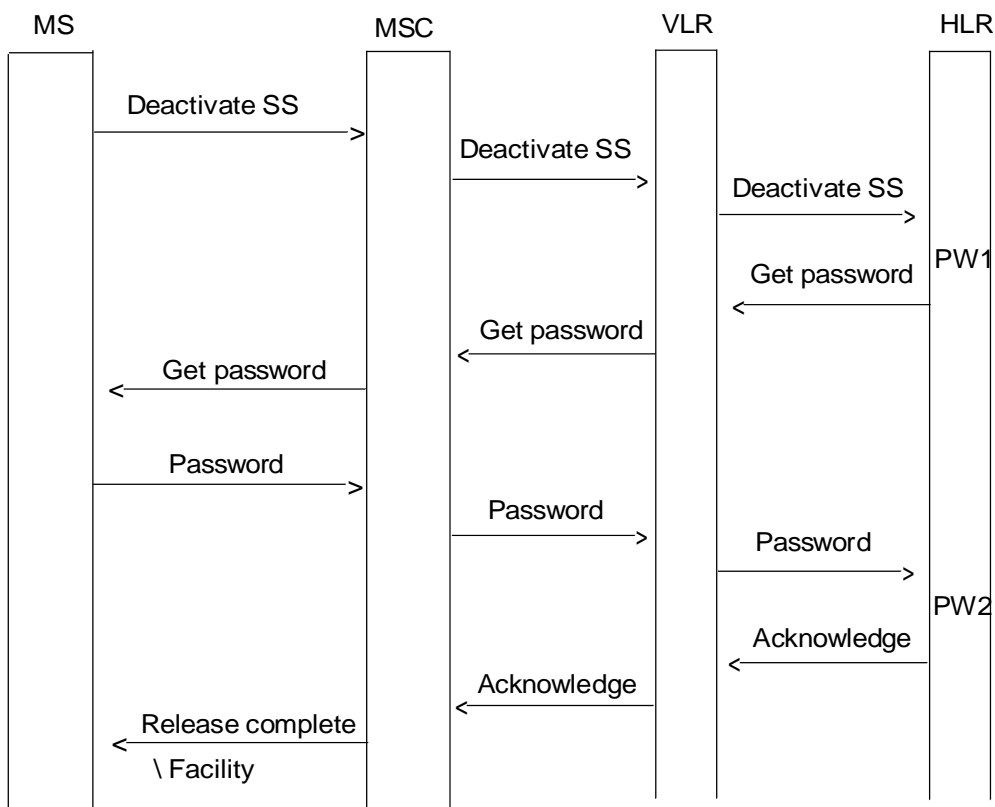 MS
MSC
VLR
HLR
Deactivate SS
Deactivate SS
Deactivate SS
PW1
Get password
Get password
Get password
Password
Password
Password
PW2
Acknowledge
Acknowledge
Release complete
\ Facility